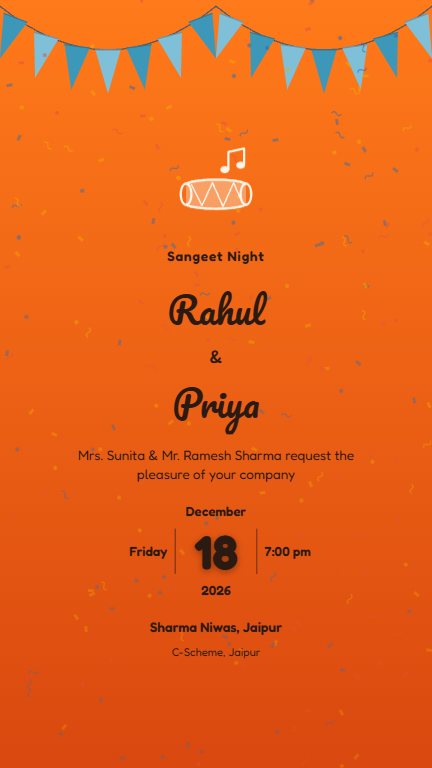 Sangeet Night
Rahul
&
Priya
Mrs. Sunita & Mr. Ramesh Sharma request the
pleasure of your company
December
Friday 18 7:00 pm
2026
Sharma Niwas, Jaipur
C-Scheme, Jaipur